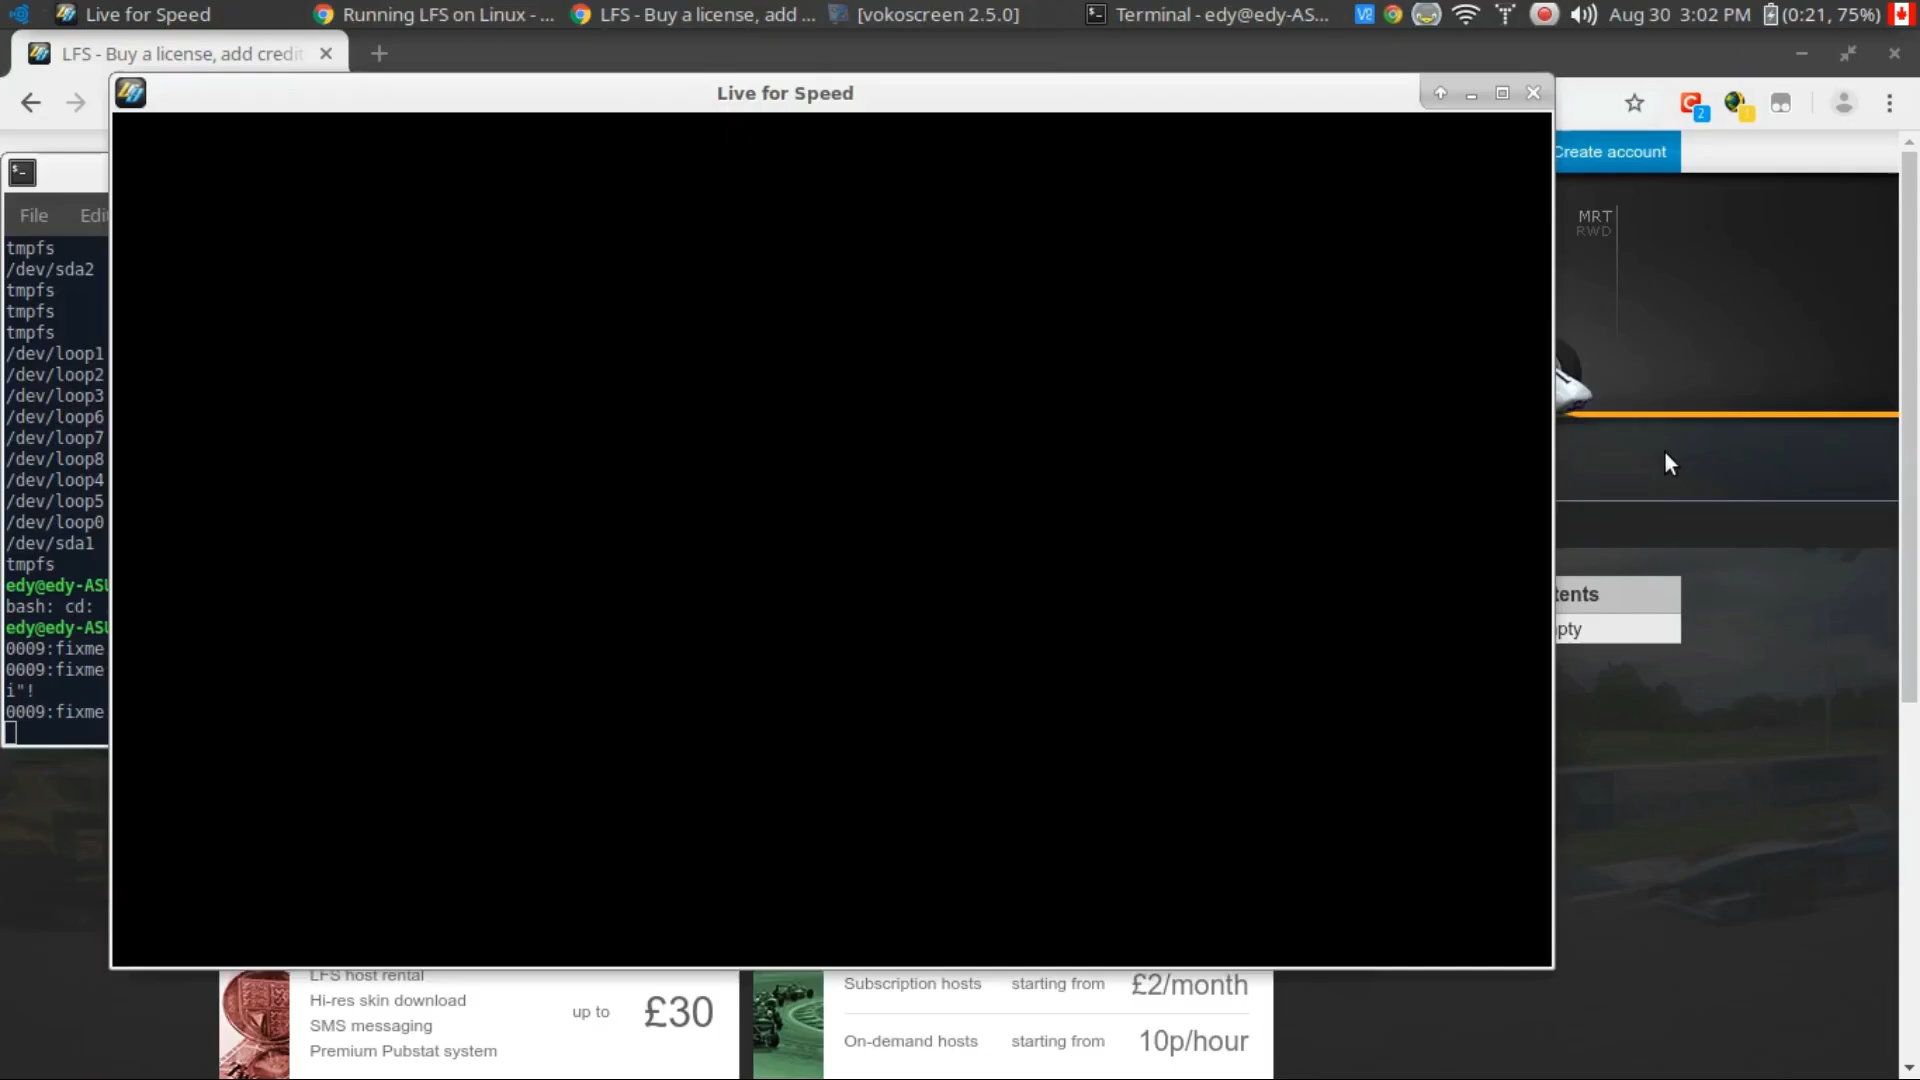 Live for Speed
Running LFS on Linux - ...
LFS - Buy a license, add ...
[vokoscreen 2.5.0]
Terminal - edy@edy-AS...
Aug 30 3:02 PM
(0:21, 75%)
LFS - Buy a license, add credit
Live for Speed
2
Create account
MRT
RWD
File Edi
tmpfs
/dev/sda2
tmpfs
tmpfs
tmpfs
/dev/loop1
/dev/loop2
/dev/loop3
/dev/loop6
/dev/loop7
/dev/loop8
/dev/loop4
/dev/loop5
/dev/loop0
/dev/sda1
tmpfs
edy@edy-ASU
bash: cd:
edy@edy-ASU
0009:fixme
0009:fixme
i"!
0009:fixme
tents
pty
LFS host rental
Hi-res skin download
SMS messaging
Premium Pubstat system
up to £30
Subscription hosts starting from £2/month
On-demand hosts starting from 10p/hour